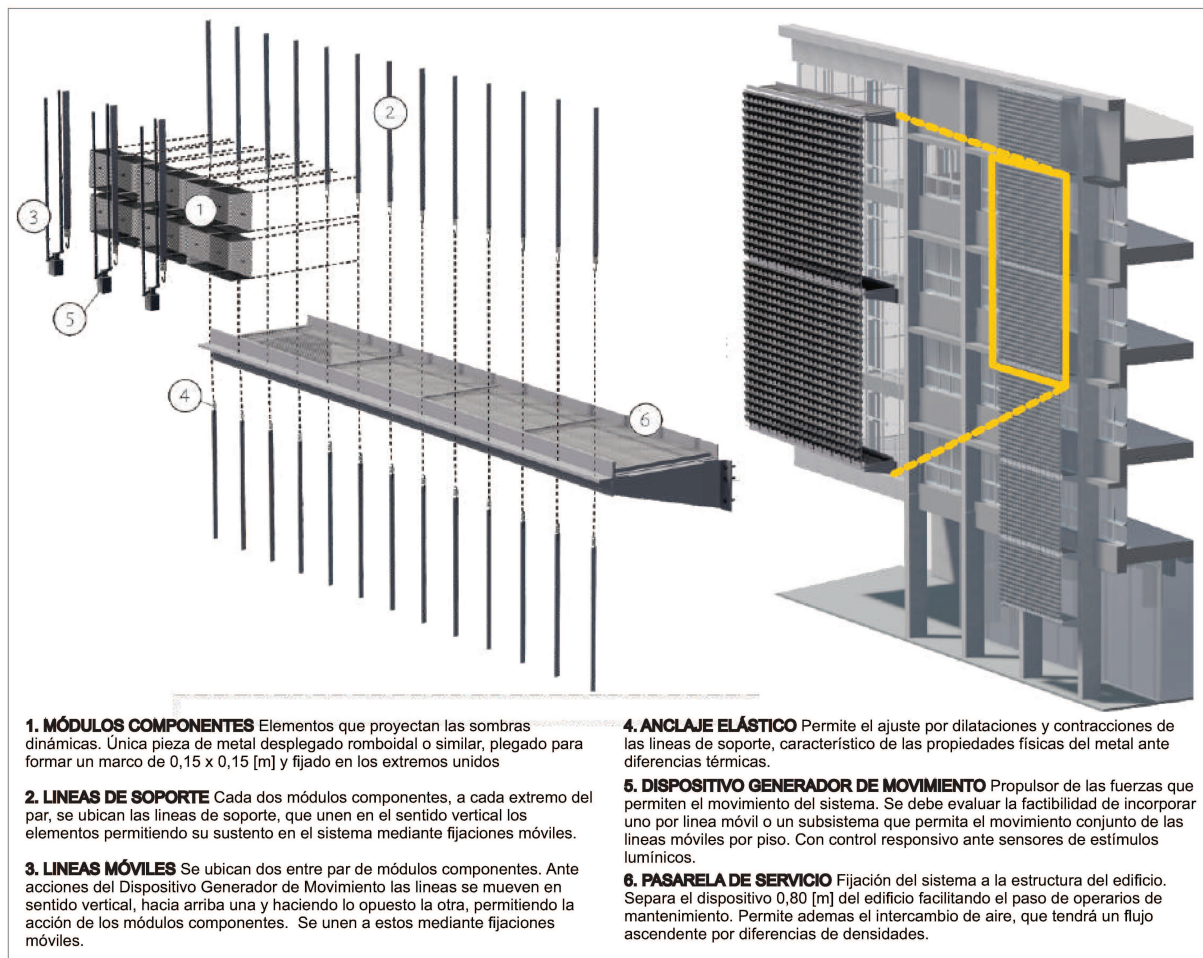 2
1
3
5
4
6
1. MÓDULOS COMPONENTES Elementos que proyectan las sombras
dinámicas. Única pieza de metal desplegado romboidal o similar, plegado para
formar un marco de 0,15 x 0,15 [m] y fijado en los extremos unidos
2. LINEAS DE SOPORTE Cada dos módulos componentes, a cada extremo del
par, se ubican las lineas de soporte, que unen en el sentido vertical los
elementos permitiendo su sustento en el sistema mediante fijaciones móviles.
3. LINEAS MÓVILES Se ubican dos entre par de módulos componentes. Ante
acciones del Dispositivo Generador de Movimiento las lineas se mueven en
sentido vertical, hacia arriba una y haciendo lo opuesto la otra, permitiendo la
acción de los módulos componentes. Se unen a estos mediante fijaciones
móviles.
4. ANCLAJE ELÁSTICO Permite el ajuste por dilataciones y contracciones de
las lineas de soporte, característico de las propiedades físicas del metal ante
diferencias térmicas.
5. DISPOSITIVO GENERADOR DE MOVIMIENTO Propulsor de las fuerzas que
permiten el movimiento del sistema. Se debe evaluar la factibilidad de incorporar
uno por linea móvil o un subsistema que permita el movimiento conjunto de las
lineas móviles por piso. Con control responsivo ante sensores de estímulos
lumínicos.
6. PASARELA DE SERVICIO Fijación del sistema a la estructura del edificio.
Separa el dispositivo 0,80 [m] del edificio facilitando el paso de operarios de
mantenimiento. Permite ademas el intercambio de aire, que tendrá un flujo
ascendente por diferencias de densidades.